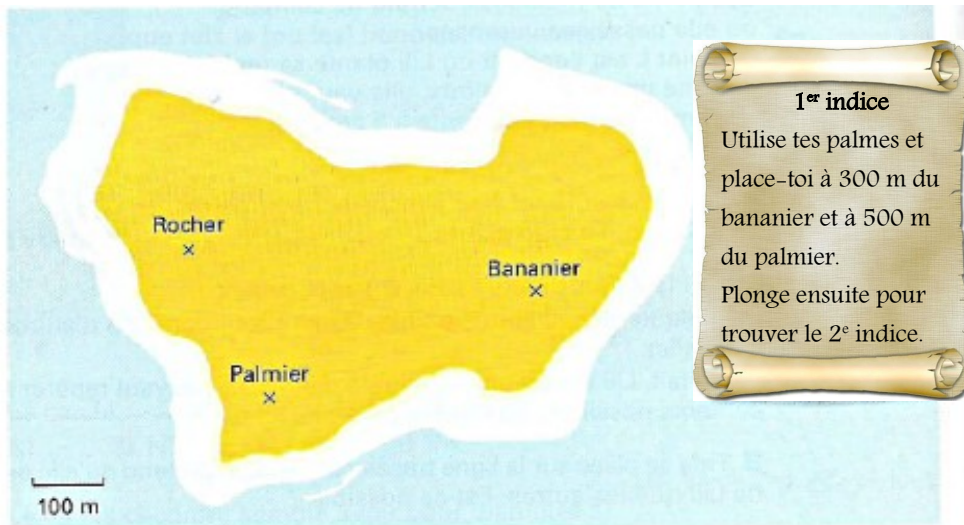 Rocher
Bananier
Palmier
100 m
1er indice
Utilise tes palmes et
place-toi à 300 m du
bananier et à 500 m
du palmier.
Plonge ensuite pour
trouver le 2e indice.